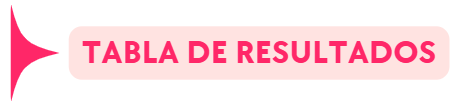 TABLA DE RESULTADOS